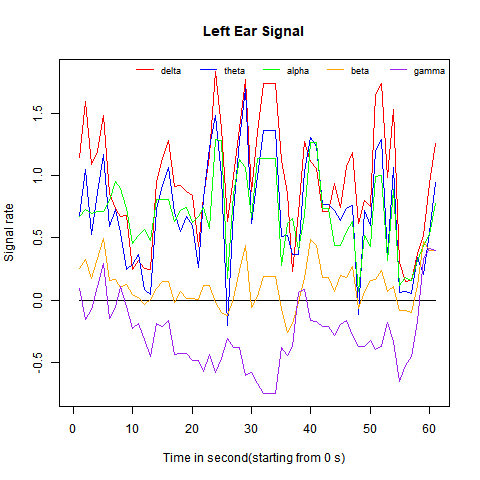 Left Ear Signal
delta theta alpha beta gamma
Signal rate
1.5
1.0
0.5
0.0
-0.5
0 10 20 30 40 50 60
Time in second(starting from 0 s)